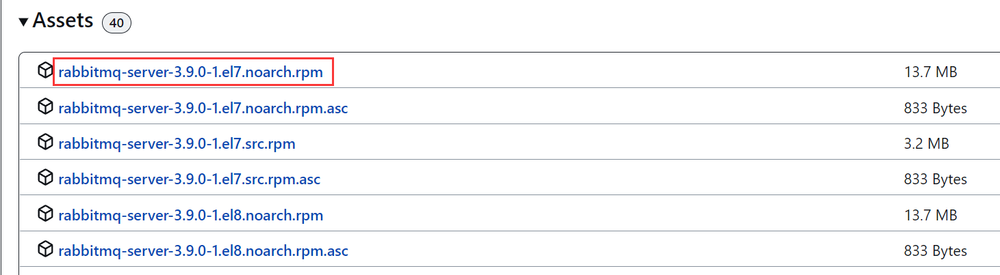 Assets 40
rabbitmq-server-3.9.0-1.el7.noarch.rpm 13.7 MB
rabbitmq-server-3.9.0-1.el7.noarch.rpm.asc 833 Bytes
rabbitmq-server-3.9.0-1.el7.src.rpm 3.2 MB
rabbitmq-server-3.9.0-1.el7.src.rpm.asc 833 Bytes
rabbitmq-server-3.9.0-1.el8.noarch.rpm 13.7 MB
rabbitmq-server-3.9.0-1.el8.noarch.rpm.asc 833 Bytes